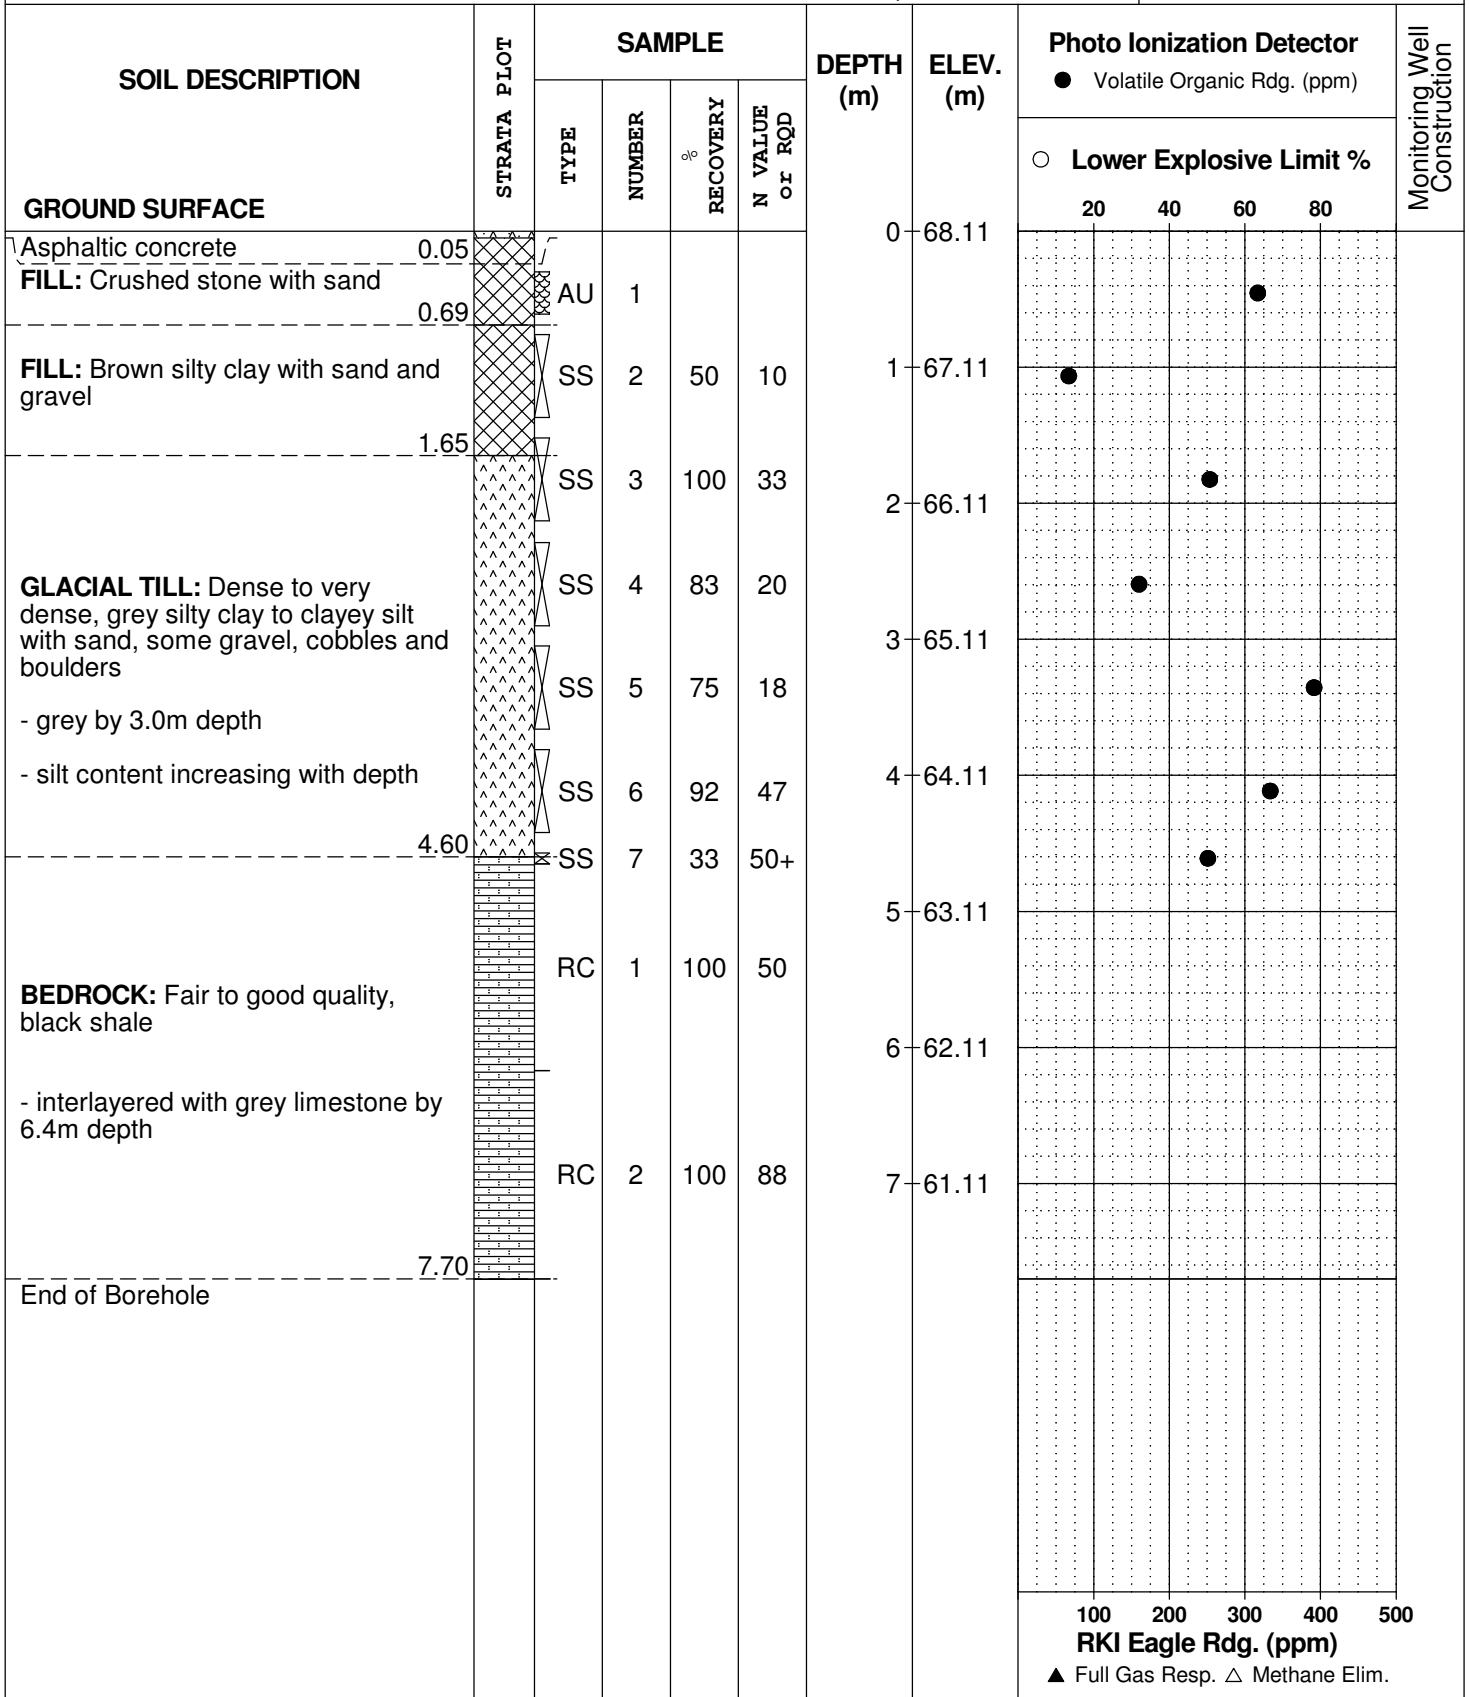 SOIL DESCRIPTION
GROUND SURFACE
STRATA PLOT
SAMPLE
TYPE
NUMBER
%
RECOVERY
N VALUE
or RQD
DEPTH
(m)
ELEV.
(m)
Photo Ionization Detector
● Volatile Organic Rdg. (ppm)
○ Lower Explosive Limit %
20 40 60 80
Monitoring Well
Construction
0 68.11
Asphaltic concrete 0.05
FILL: Crushed stone with sand
0.69
AU 1
FILL: Brown silty clay with sand and
gravel
1.65
SS 2 50 10
1 67.11
SS 3 100 33
2 66.11
GLACIAL TILL: Dense to very
dense, grey silty clay to clayey silt
with sand, some gravel, cobbles and
boulders
- grey by 3.0m depth
- silt content increasing with depth
4.60
SS 4 83 20
3 65.11
SS 5 75 18
4 64.11
SS 6 92 47
SS 7 33 50+
5 63.11
BEDROCK: Fair to good quality,
black shale
- interlayered with grey limestone by
6.4m depth
7.70
RC 1 100 50
6 62.11
RC 2 100 88
7 61.11
End of Borehole
100 200 300 400 500
RKI Eagle Rdg. (ppm)
▲ Full Gas Resp. △ Methane Elim.